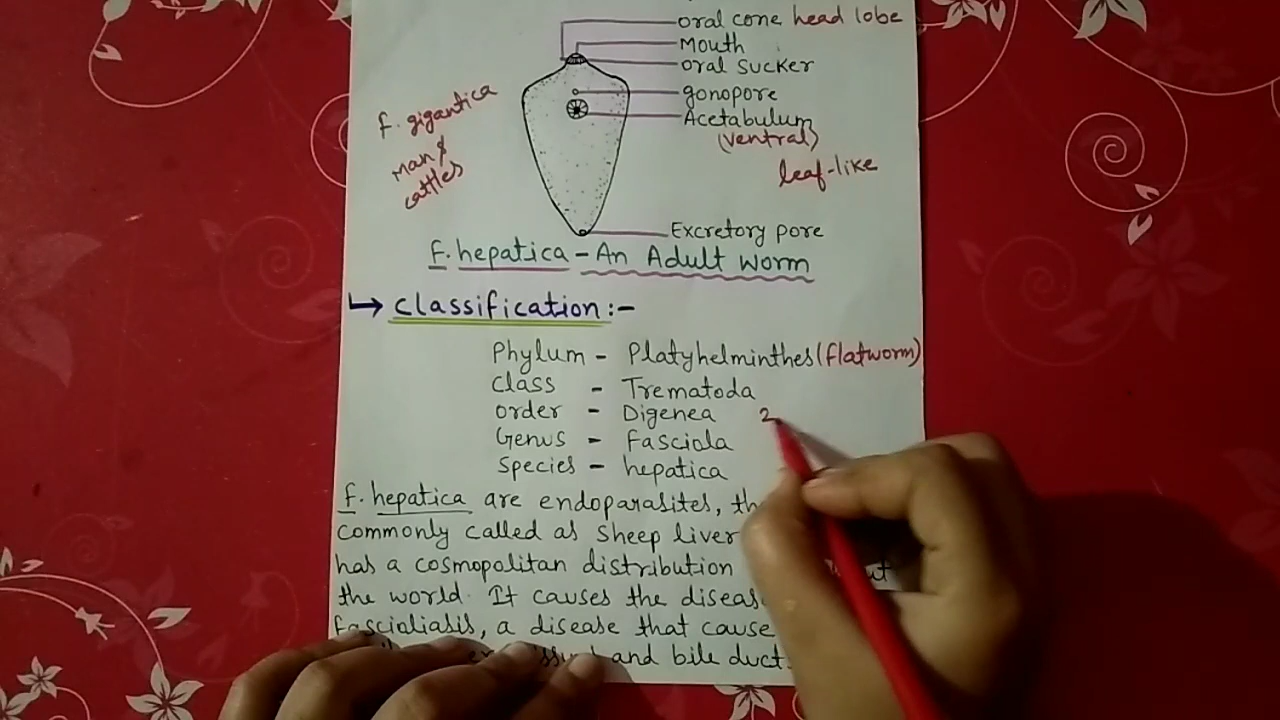 oral cone head lobe
Mouth
oral sucker
gonopore
Acetabulum
(ventral)
leaf-like
F. gigantica
man &
cattles
Excretory pore
F. hepatica - An Adult worm
→ classification :-
Phylum - Platyhelminthes (flatworm)
class - Trematoda
order - Digenea 2
Genus - Fasciola
Species - hepatica
F. hepatica are endoparasites,
commonly called as sheep liver
has a cosmopolitan distribution
the world. It causes the
Fascioliasis, a disease that cause
and bile duct